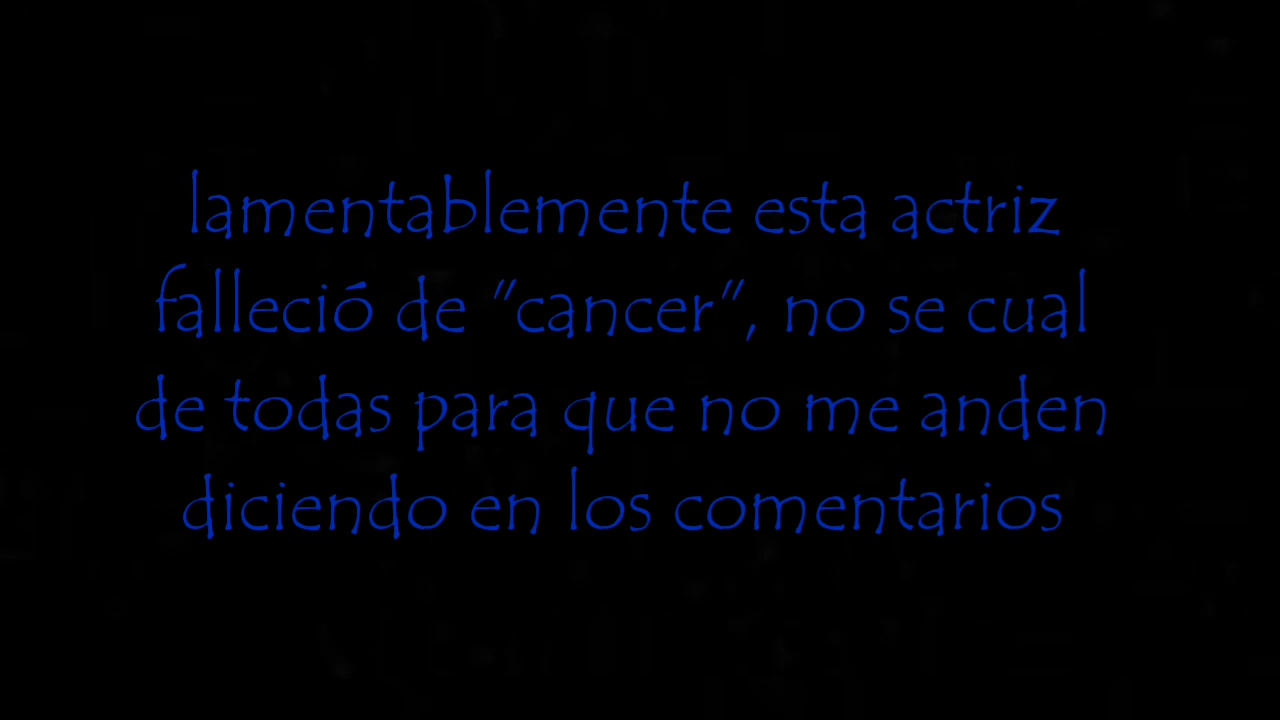 lamentablemente esta actriz
falleció de "cancer", no se cual
de todas para que no me anden
diciendo en los comentarios